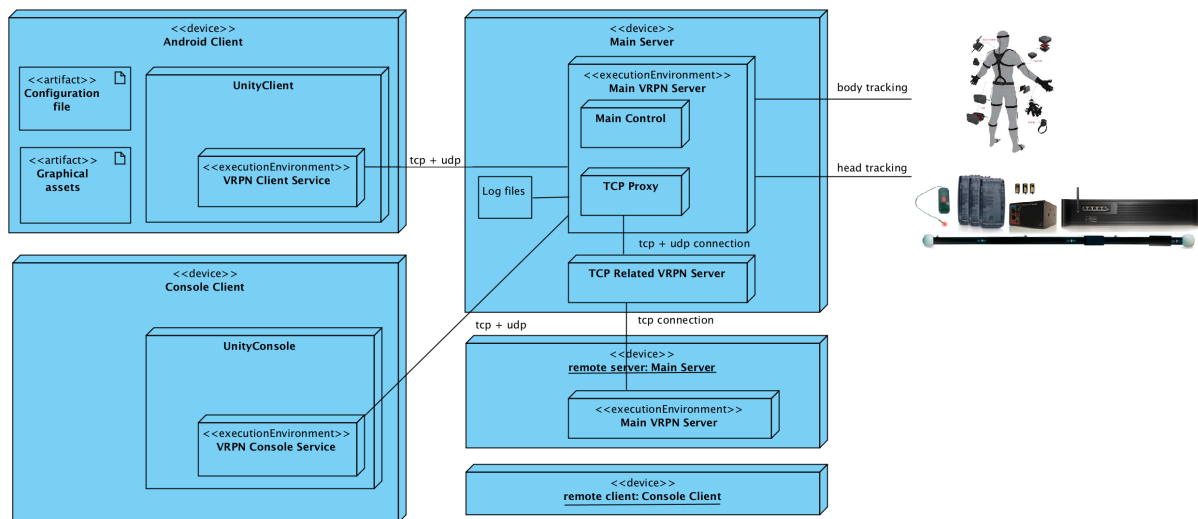 <<device>>
Android Client
<<artifact>>
Configuration
file
<<artifact>>
Graphical
assets
UnityClient
<<executionEnvironment>>
VRPN Client Service
tcp + udp
<<device>>
Main Server
<<executionEnvironment>>
Main VRPN Server
Main Control
TCP Proxy
Log files
tcp + udp connection
TCP Related VRPN Server
body tracking
head tracking
<<device>>
Console Client
UnityConsole
<<executionEnvironment>>
VRPN Console Service
tcp + udp
tcp connection
<<device>>
remote server: Main Server
<<executionEnvironment>>
Main VRPN Server
<<device>>
remote client: Console Client